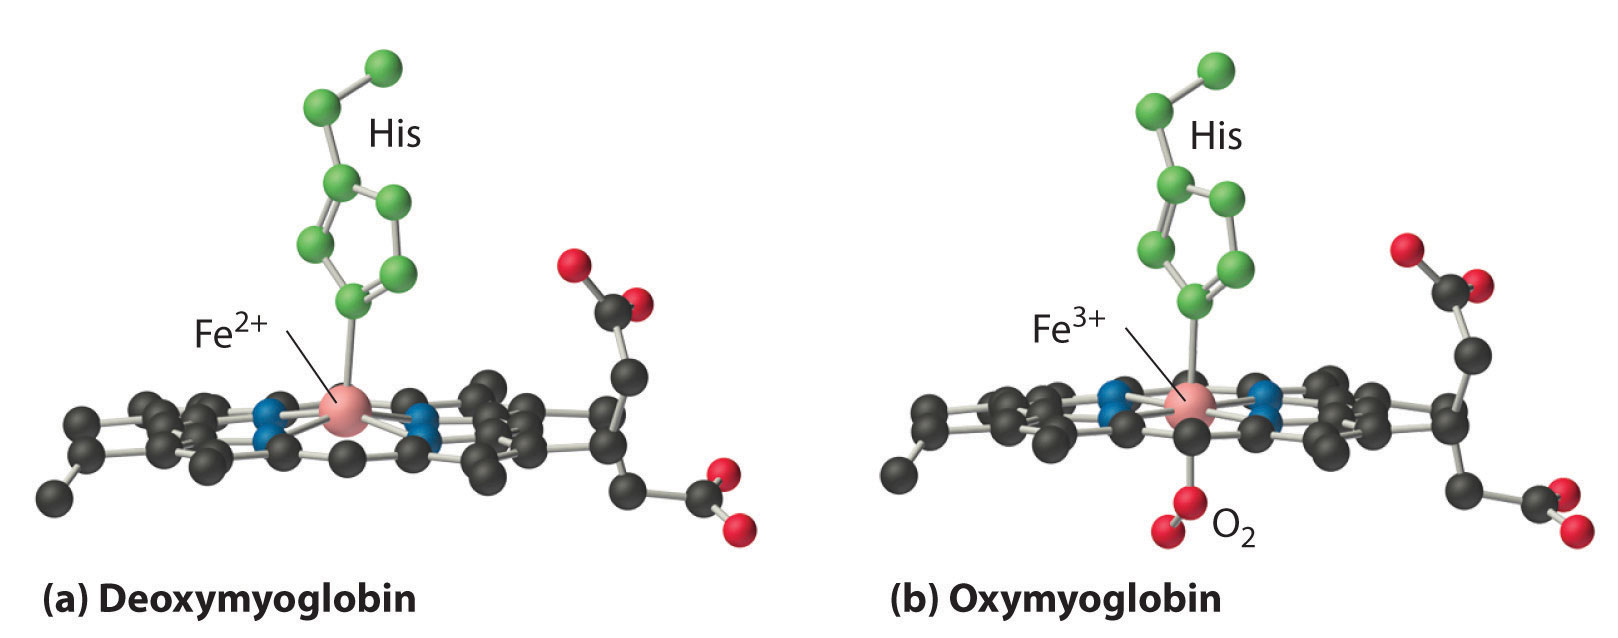 His
Fe²⁺
(a) Deoxymyoglobin
His
Fe³⁺
O₂
(b) Oxymyoglobin